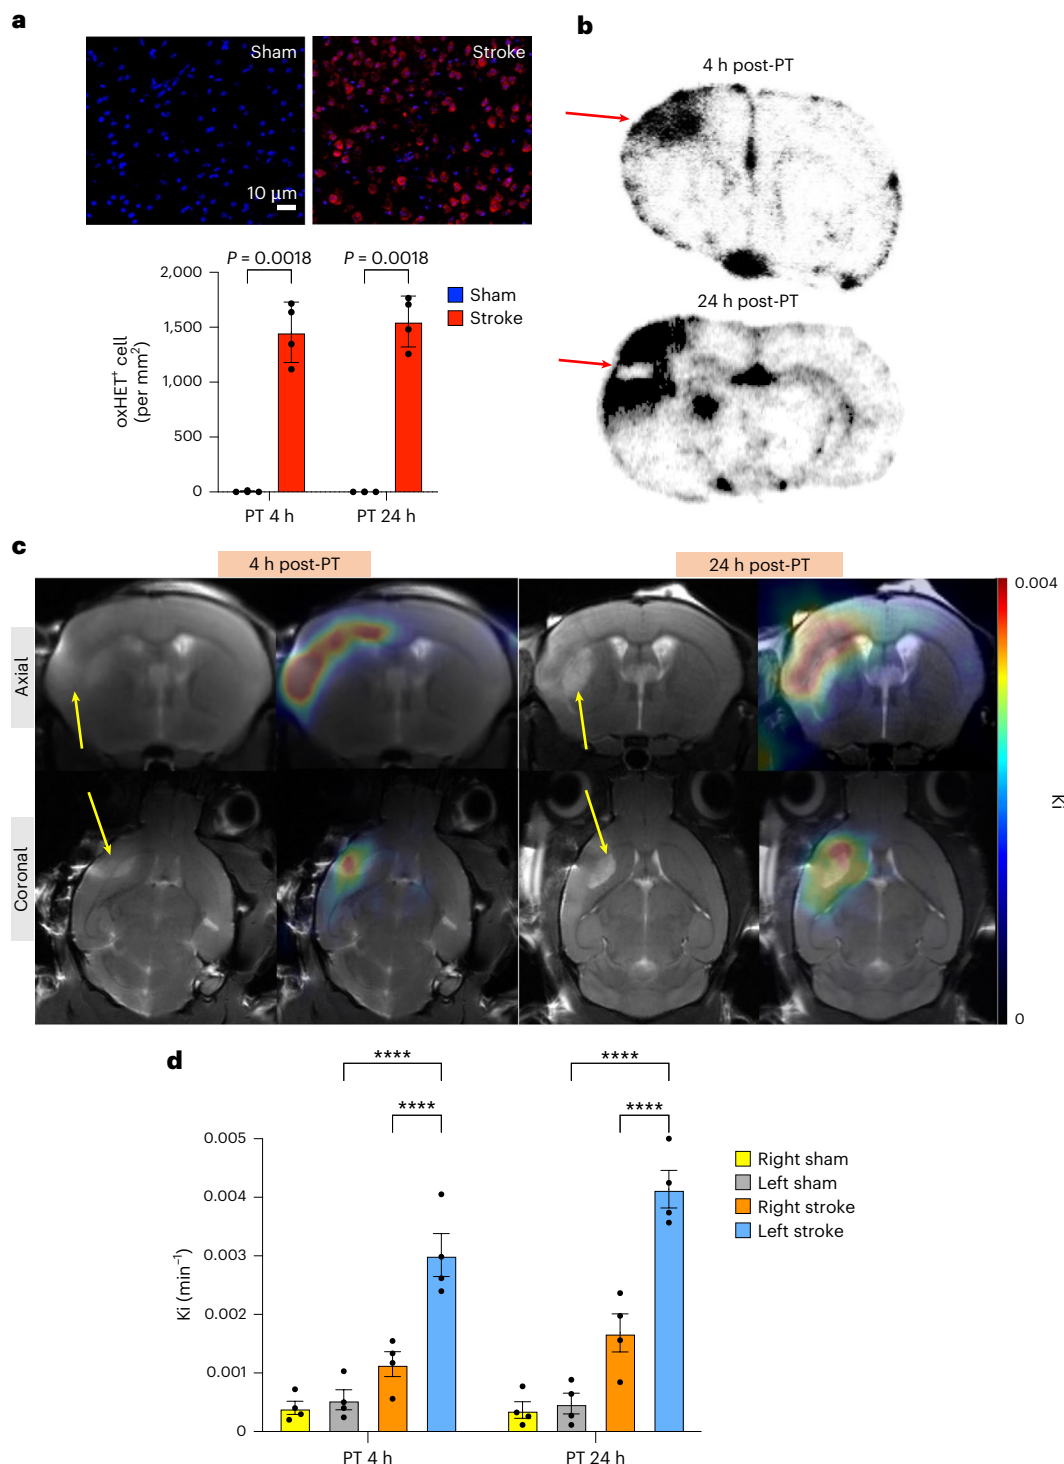 a
Sham
Stroke
10 μm
P = 0.0018
P = 0.0018
2,000
1,500
1,000
500
0
oxHET⁺ cell
(per mm²)
PT 4 h
PT 24 h
Sham
Stroke
b
4 h post-PT
24 h post-PT
c
4 h post-PT
24 h post-PT
Axial
Coronal
0.004
Ki
0
d
****
****
****
****
0.005
0.004
0.003
0.002
0.001
0
Ki (min⁻¹)
PT 4 h
PT 24 h
Right sham
Left sham
Right stroke
Left stroke